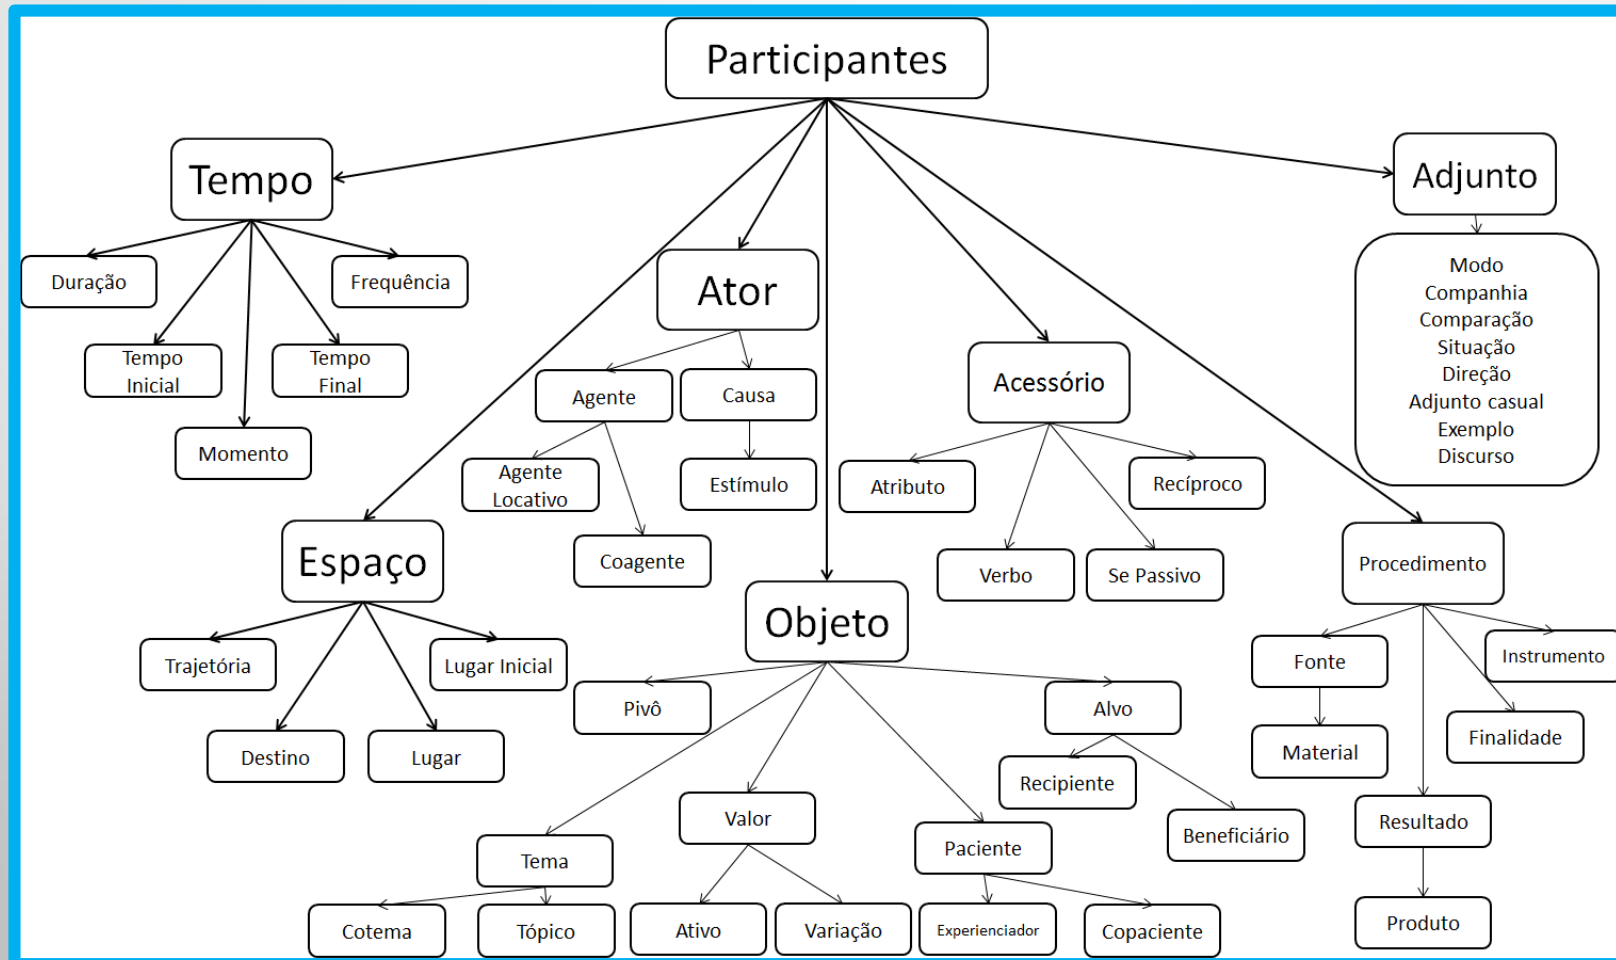 Participantes
Tempo
Adjunto
Duração
Frequência
Tempo
Inicial
Tempo
Final
Momento
Ator
Agente
Causa
Agente
Locativo
Estímulo
Coagente
Acessório
Atributo
Recíproco
Verbo
Se Passivo
Modo
Companhia
Comparação
Situação
Direção
Adjunto casual
Exemplo
Discurso
Espaço
Trajetória
Lugar Inicial
Destino
Lugar
Objeto
Pivô
Alvo
Recipiente
Beneficiário
Valor
Tema
Paciente
Cotema
Tópico
Ativo
Variação
Experienciador
Copaciente
Procedimento
Fonte
Instrumento
Material
Finalidade
Resultado
Produto